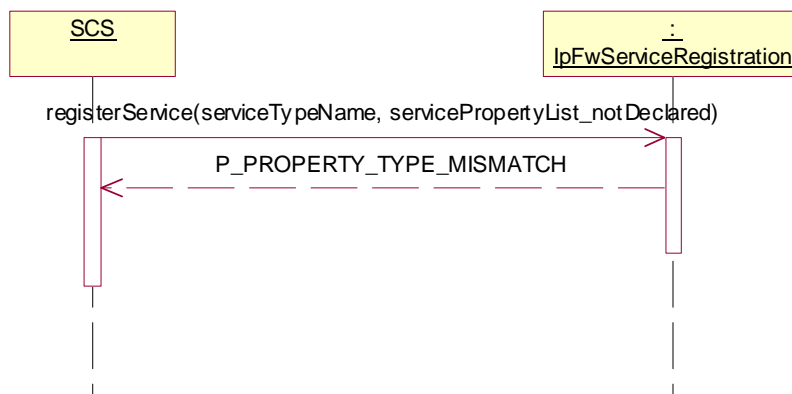 SCS
:
IpFwServiceRegistration
registerService(serviceTypeName, servicePropertyList_notDeclared)
P_PROPERTY_TYPE_MISMATCH